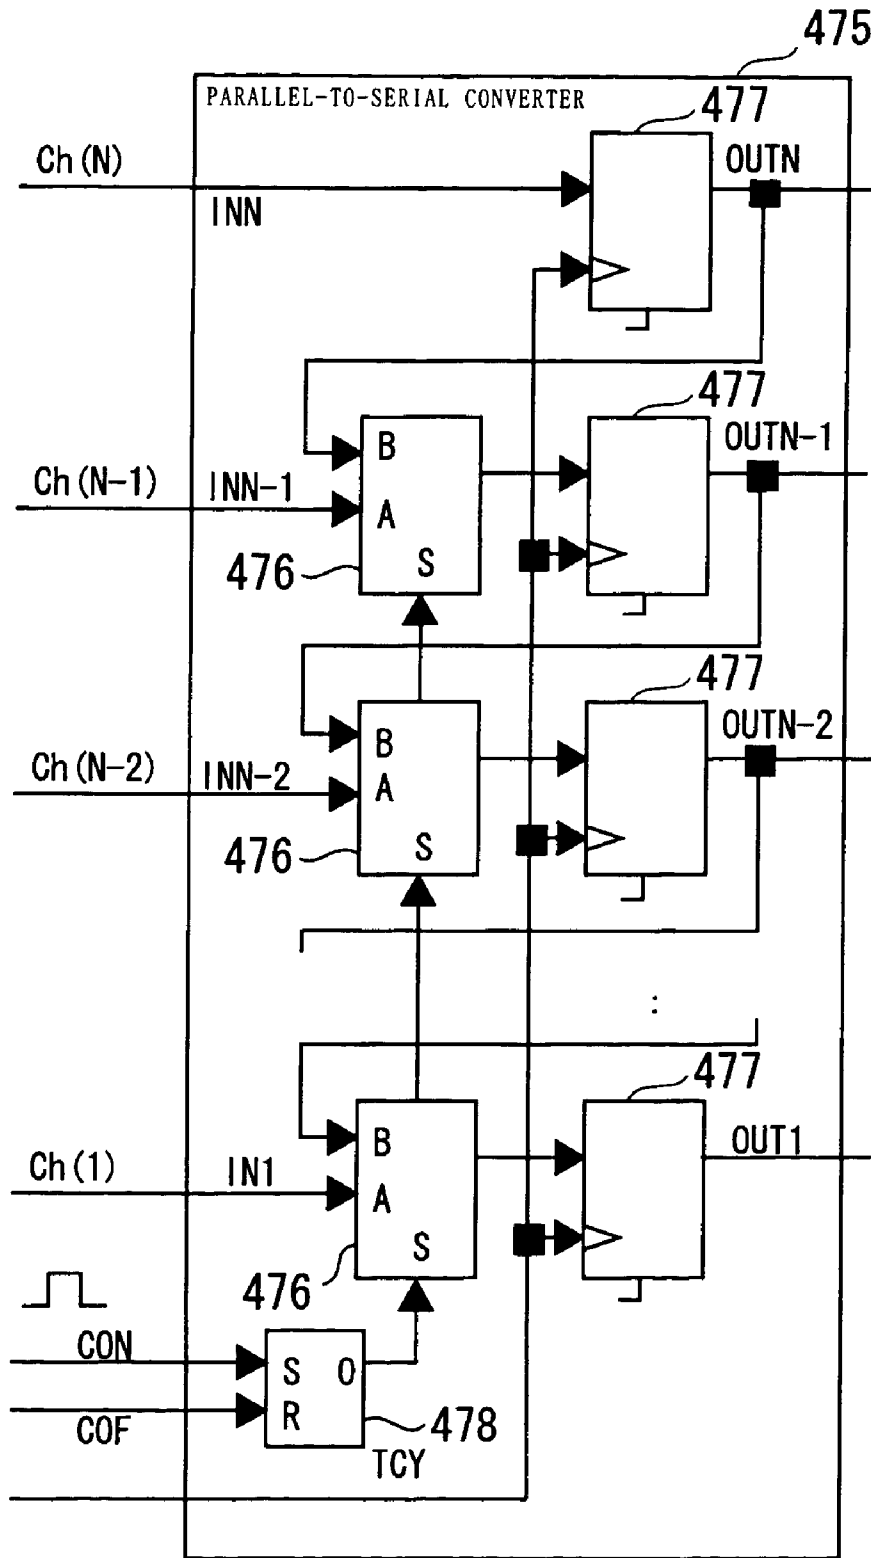 475
PARALLEL-TO-SERIAL CONVERTER
477
Ch(N)
OUTN
INN
477
OUTN-1
B
Ch(N-1)
INN-1
A
476
S
477
OUTN-2
B
Ch(N-2)
INN-2
A
476
S
:
477
B
OUT1
Ch(1)
IN1
A
S
476
CON
S O
COF
R
478
TCY